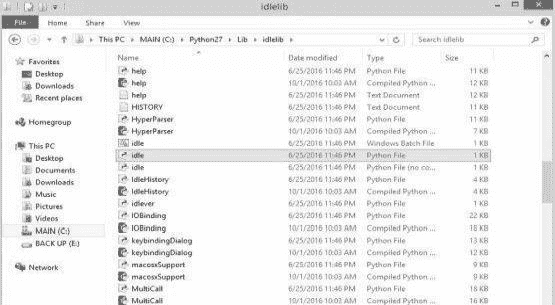 idlelib
File Home Share View
This PC MAIN (C:) Python27 Lib idlelib Search idlelib
Name Date modified Type Size
Favorites
Desktop
Downloads
Recent places
Homegroup
This PC
Desktop
Documents
Downloads
Music
Pictures
Videos
MAIN (C:)
BACK UP (E:)
Network
help 6/25/2016 11:46 PM Python File 11 KB
help 10/1/2016 10:03 AM Compiled Python ... 12 KB
help 6/25/2016 11:46 PM Text Document 12 KB
HISTORY 6/25/2016 11:46 PM Text Document 11 KB
HyperParser 6/25/2016 11:46 PM Python File 11 KB
HyperParser 10/1/2016 10:03 AM Compiled Python ... 7 KB
idle 6/25/2016 11:46 PM Windows Batch File 1 KB
idle 6/25/2016 11:46 PM Python File 1 KB
idle 6/25/2016 11:46 PM Python File (no co... 1 KB
IdleHistory 6/25/2016 11:46 PM Python File 4 KB
IdleHistory 10/1/2016 10:03 AM Compiled Python ... 4 KB
idlever 6/25/2016 11:46 PM Python File 1 KB
IOBinding 6/25/2016 11:46 PM Python File 22 KB
IOBinding 10/1/2016 10:03 AM Compiled Python ... 18 KB
keybindingDialog 6/25/2016 11:46 PM Python File 13 KB
keybindingDialog 10/1/2016 10:03 AM Compiled Python ... 12 KB
macosxSupport 6/25/2016 11:46 PM Python File 9 KB
macosxSupport 10/1/2016 10:03 AM Compiled Python ... 9 KB
MultiCall 6/25/2016 11:46 PM Python File 18 KB
MultiCall 10/1/2016 10:03 AM Compiled Python ... 16 KB